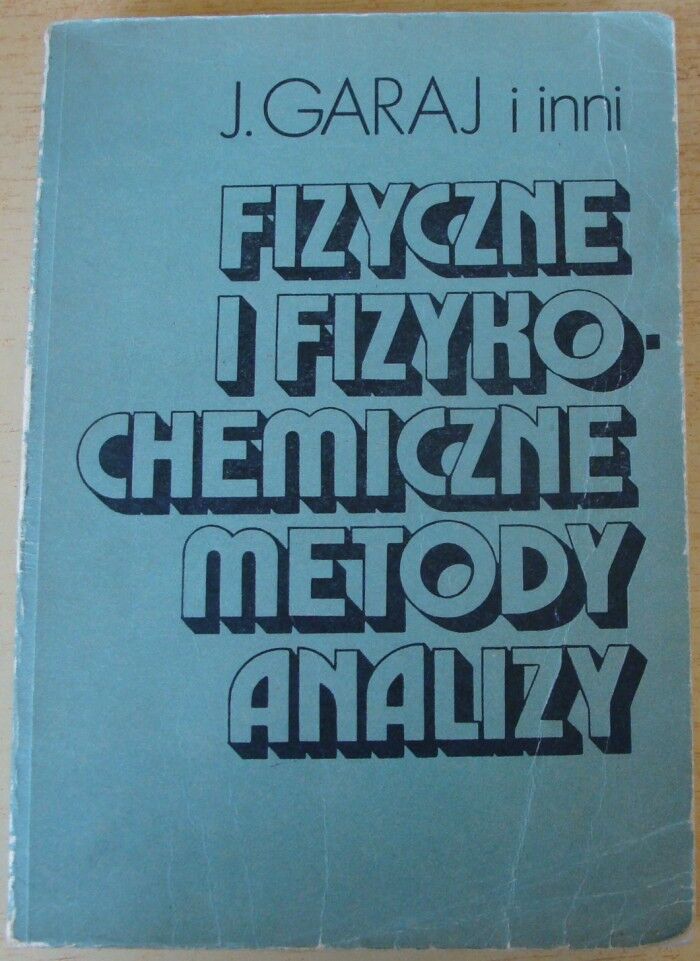 J. GARAJ i inni
FIZYCZNE
I FIZYKO-
CHEMICZNE
METODY
ANALIZY